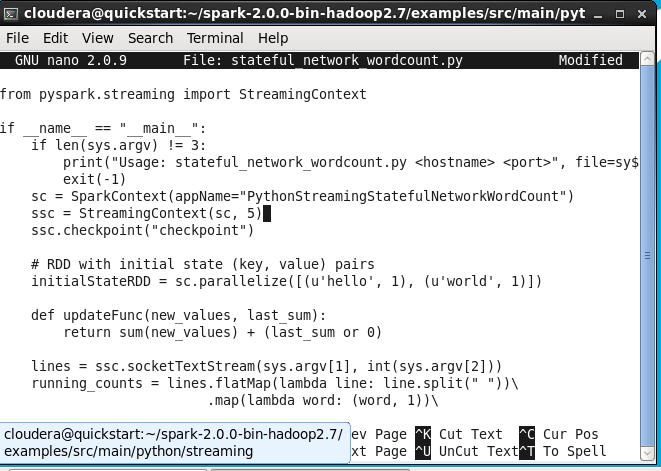 cloudera@quickstart:~/spark-2.0.0-bin-hadoop2.7/examples/src/main/pyt
File Edit View Search Terminal Help
GNU nano 2.0.9 File: stateful_network_wordcount.py Modified
from pyspark.streaming import StreamingContext
if __name__ == "__main__":
    if len(sys.argv) != 3:
        print("Usage: stateful_network_wordcount.py <hostname> <port>", file=sy$
        exit(-1)
    sc = SparkContext(appName="PythonStreamingStatefulNetworkWordCount")
    ssc = StreamingContext(sc, 5)
    ssc.checkpoint("checkpoint")
    # RDD with initial state (key, value) pairs
    initialStateRDD = sc.parallelize([(u'hello', 1), (u'world', 1)])
    def updateFunc(new_values, last_sum):
        return sum(new_values) + (last_sum or 0)
    lines = ssc.socketTextStream(sys.argv[1], int(sys.argv[2]))
    running_counts = lines.flatMap(lambda line: line.split(" "))\
                          .map(lambda word: (word, 1))\
ev Page ^K Cut Text ^C Cur Pos
xt Page ^U UnCut Text^T To Spell
cloudera@quickstart:~/spark-2.0.0-bin-hadoop2.7/
examples/src/main/python/streaming